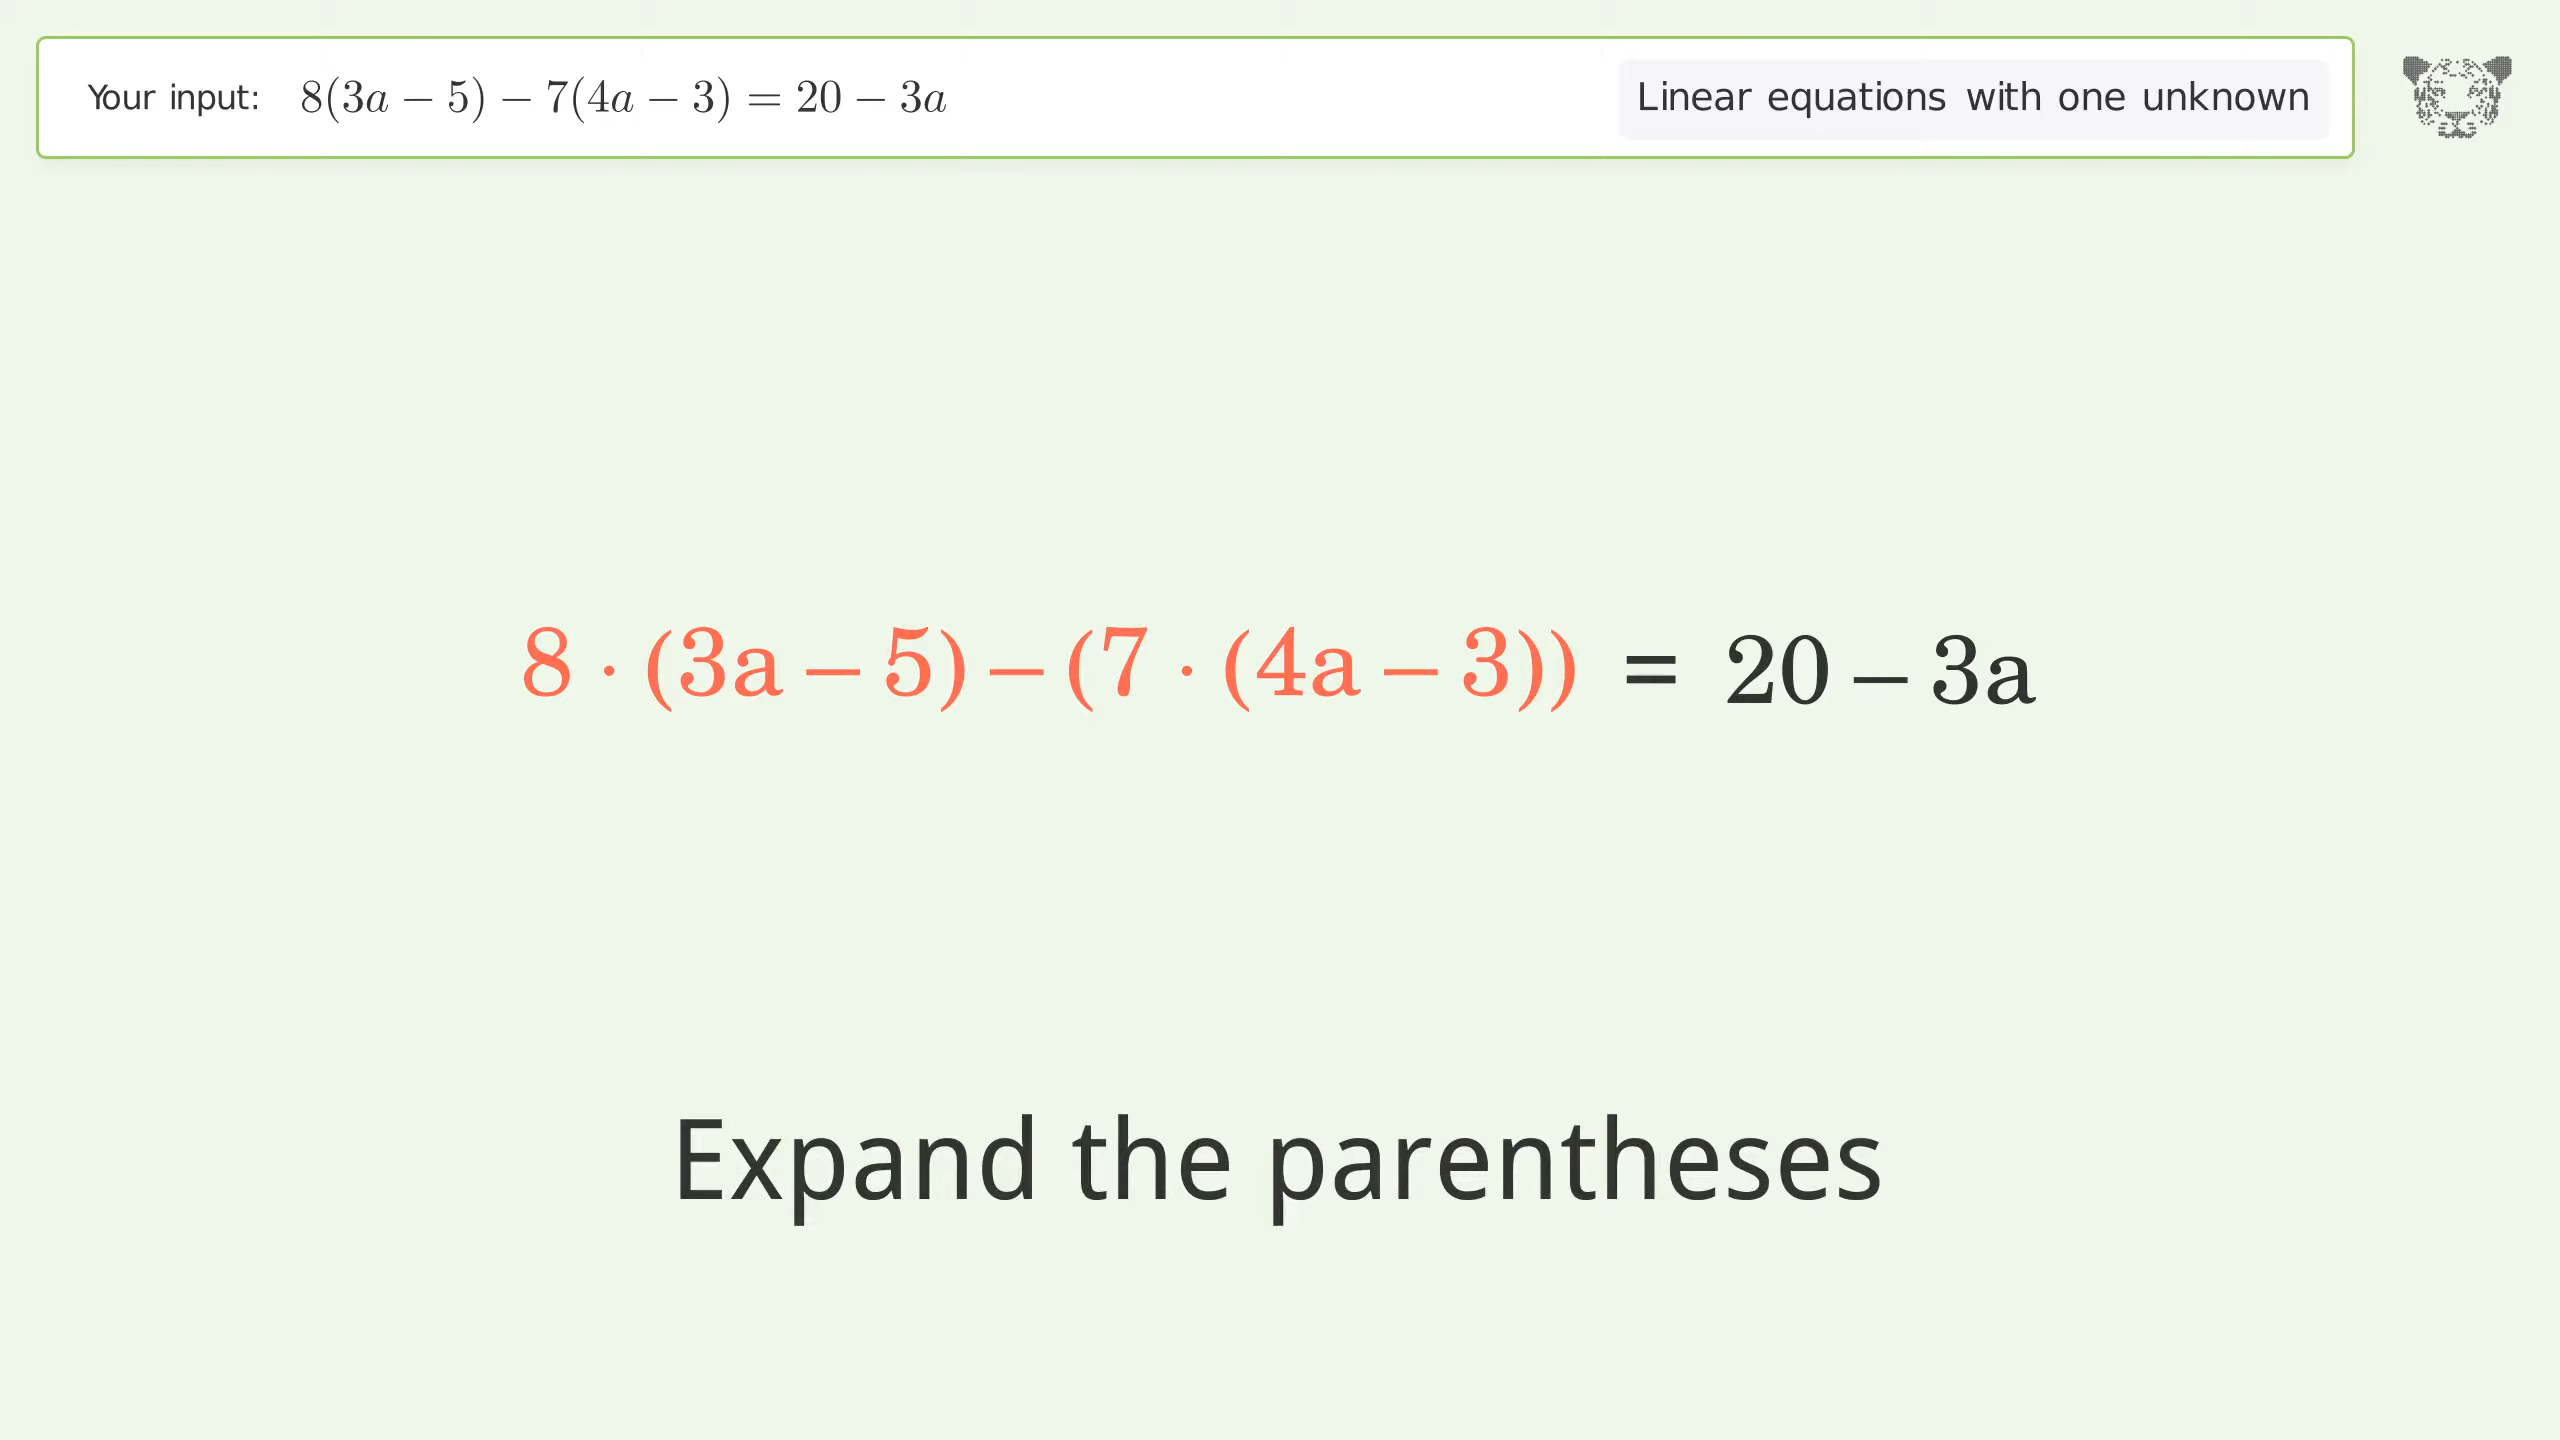 Your input: 8(3a − 5) − 7(4a − 3) = 20 − 3a
Linear equations with one unknown
8 · (3a – 5) – (7 · (4a – 3)) = 20 – 3a
Expand the parentheses